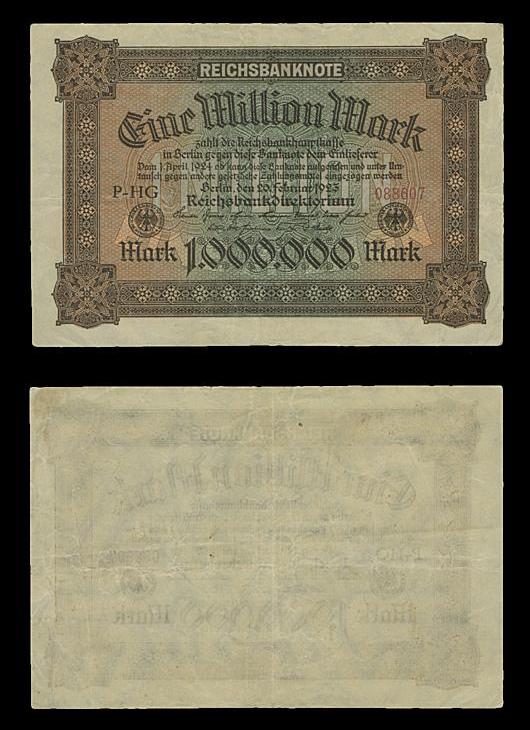 REICHSBANKNOTE
Eine Million Mark
zahlt die Reichsbankhauptkasse
in Berlin gegen diese Banknote dem Einlieferer
Vom 1. April 1924 ab kann diese Banknote aufgerufen und unter Um-
tausch gegen andere gesetzliche Zahlungsmittel eingezogen werden
Berlin, den 20. Februar 1923
P-HG
088607
Reichsbankdirektorium
Mark 1.000.000 Mark